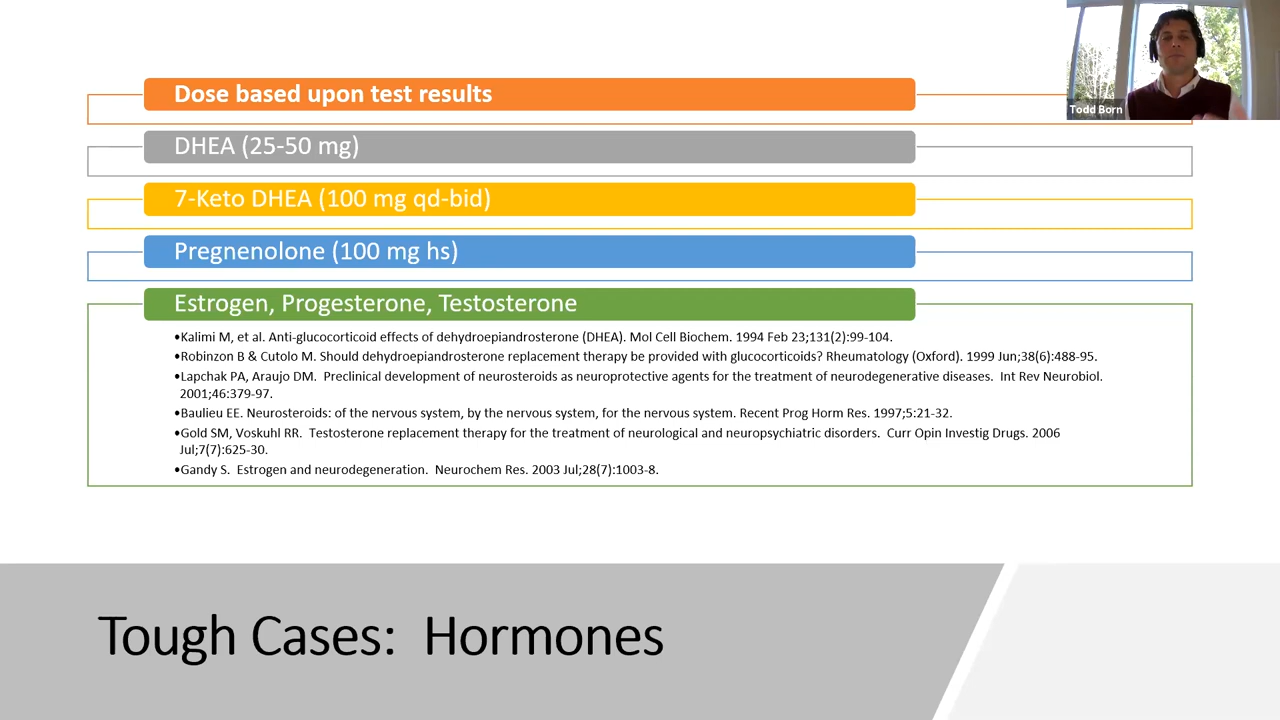 Todd Born
Dose based upon test results
DHEA (25-50 mg)
7-Keto DHEA (100 mg qd-bid)
Pregnenolone (100 mg hs)
Estrogen, Progesterone, Testosterone
•Kalimi M, et al. Anti-glucocorticoid effects of dehydroepiandrosterone (DHEA). Mol Cell Biochem. 1994 Feb 23;131(2):99-104.
•Robinzon B & Cutolo M. Should dehydroepiandrosterone replacement therapy be provided with glucocorticoids? Rheumatology (Oxford). 1999 Jun;38(6):488-95.
•Lapchak PA, Araujo DM.  Preclinical development of neurosteroids as neuroprotective agents for the treatment of neurodegenerative diseases.  Int Rev Neurobiol.
2001;46:379-97.
•Baulieu EE. Neurosteroids: of the nervous system, by the nervous system, for the nervous system. Recent Prog Horm Res. 1997;5:21-32.
•Gold SM, Voskuhl RR.  Testosterone replacement therapy for the treatment of neurological and neuropsychiatric disorders.  Curr Opin Investig Drugs. 2006
Jul;7(7):625-30.
•Gandy S.  Estrogen and neurodegeneration.  Neurochem Res. 2003 Jul;28(7):1003-8.
Tough Cases:  Hormones